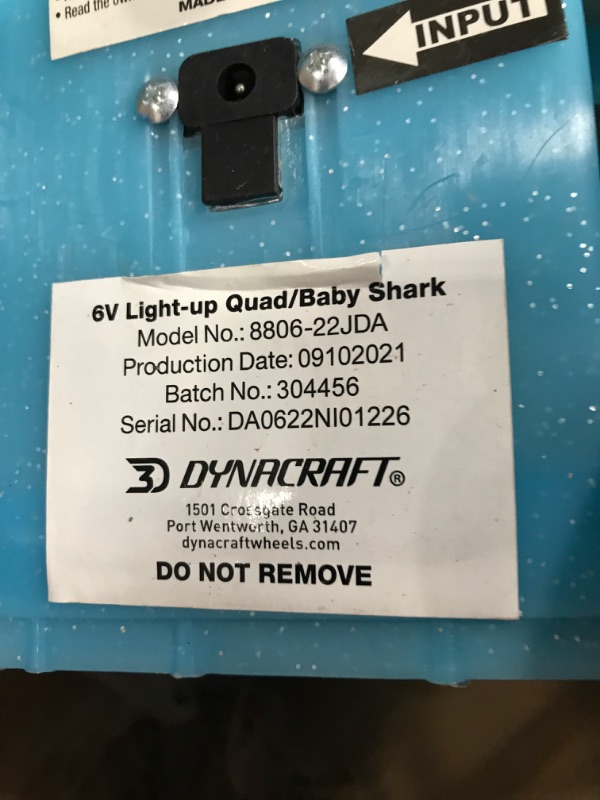 • Read the
MADE
INPUT
6V Light-up Quad/Baby Shark
Model No.: 8806-22JDA
Production Date: 09102021
Batch No.: 304456
Serial No.: DA0622NI01226
DYNACRAFT®
1501 Crossgate Road
Port Wentworth, GA 31407
dynacraftwheels.com
DO NOT REMOVE